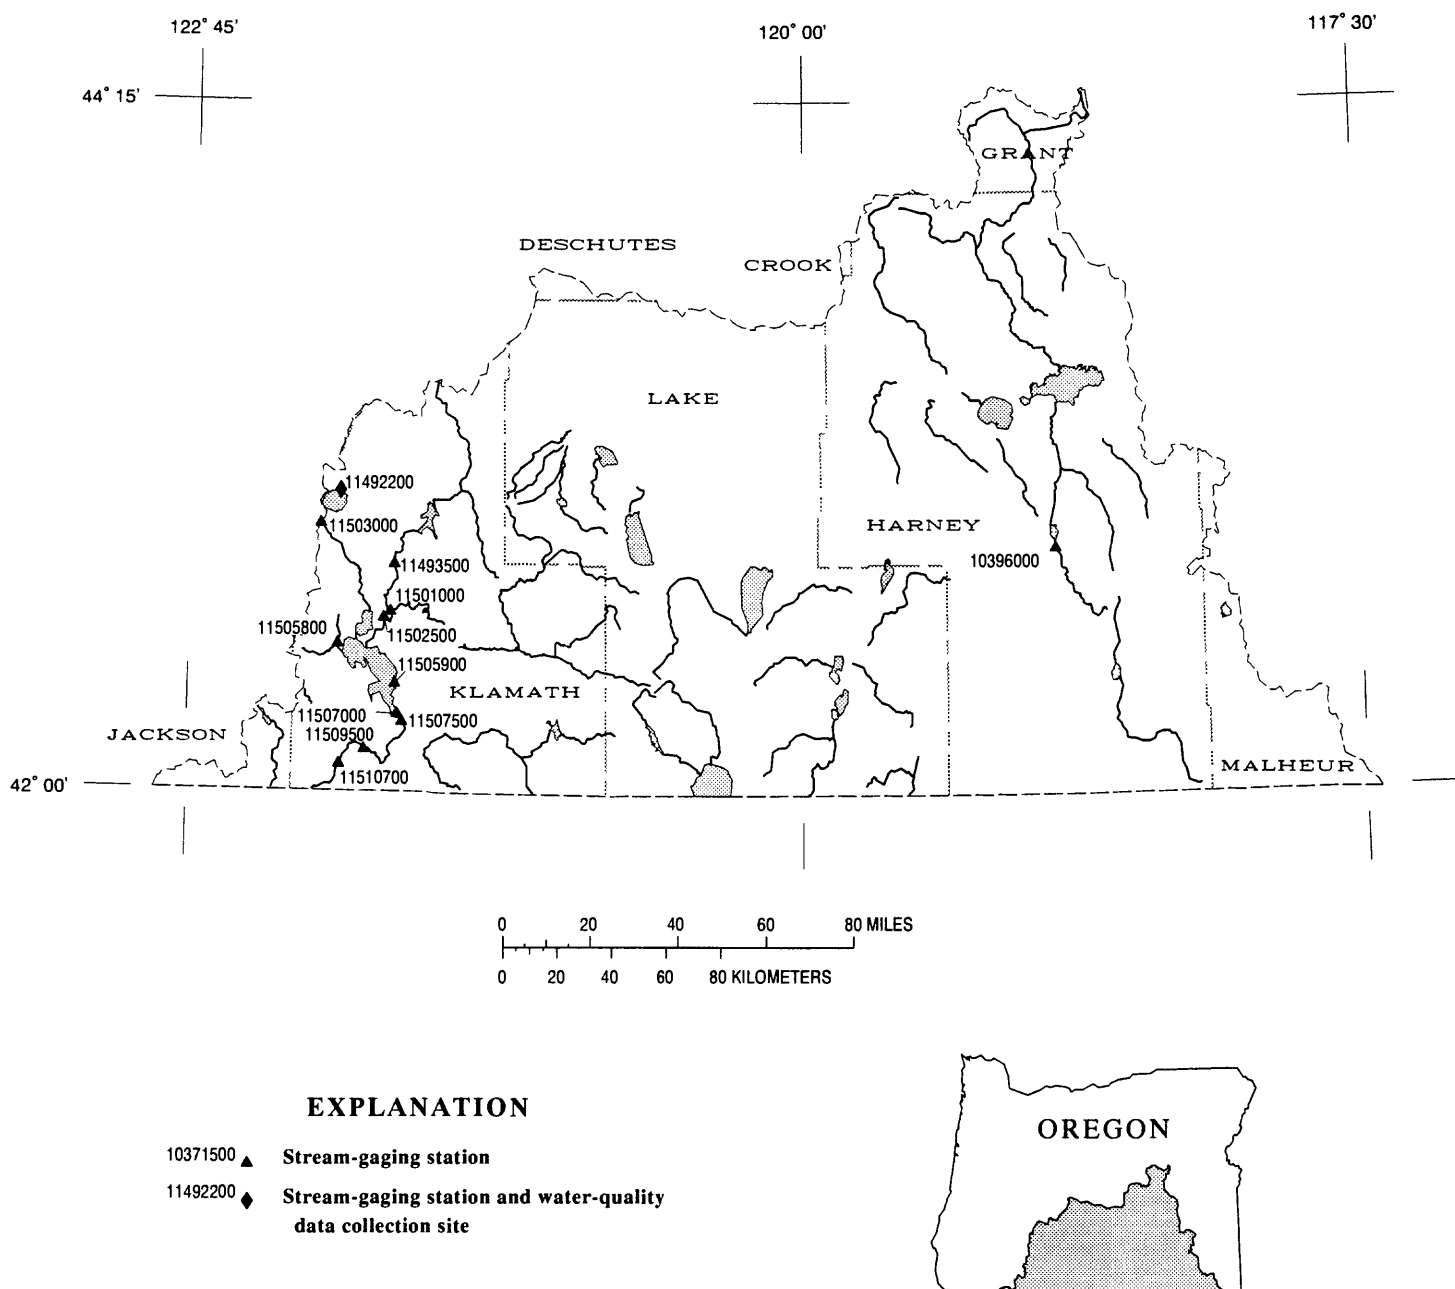 122° 45'
120° 00'
117° 30'
44° 15'
GRANT
DESCHUTES
CROOK
LAKE
11492200
11503000
HARNEY
10396000
11493500
11501000
11505800
11502500
11505900
KLAMATH
11507000
11507500
JACKSON
11509500
MALHEUR
11510700
42° 00'
0 20 40 60 80 MILES
0 20 40 60 80 KILOMETERS
EXPLANATION
OREGON
10371500 Stream-gaging station
11492200 Stream-gaging station and water-quality
data collection site